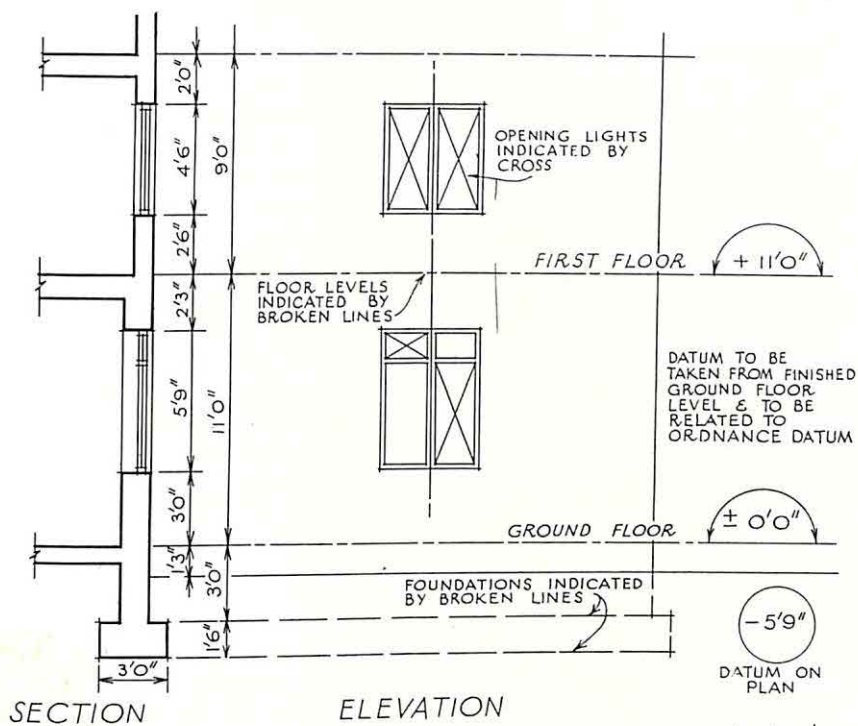 2'0"
4'6"
9'0"
OPENING LIGHTS
INDICATED BY
CROSS
2'6"
FIRST FLOOR
+ 11'0"
FLOOR LEVELS
INDICATED BY
BROKEN LINES
2'3"
5'9"
11'0"
DATUM TO BE
TAKEN FROM FINISHED
GROUND FLOOR
LEVEL & TO BE
RELATED TO
ORDNANCE DATUM
3'0"
GROUND FLOOR
± 0'0"
1'3"
3'0"
FOUNDATIONS INDICATED
BY BROKEN LINES
1'6"
-5'9"
3'0"
DATUM ON
PLAN
SECTION
ELEVATION